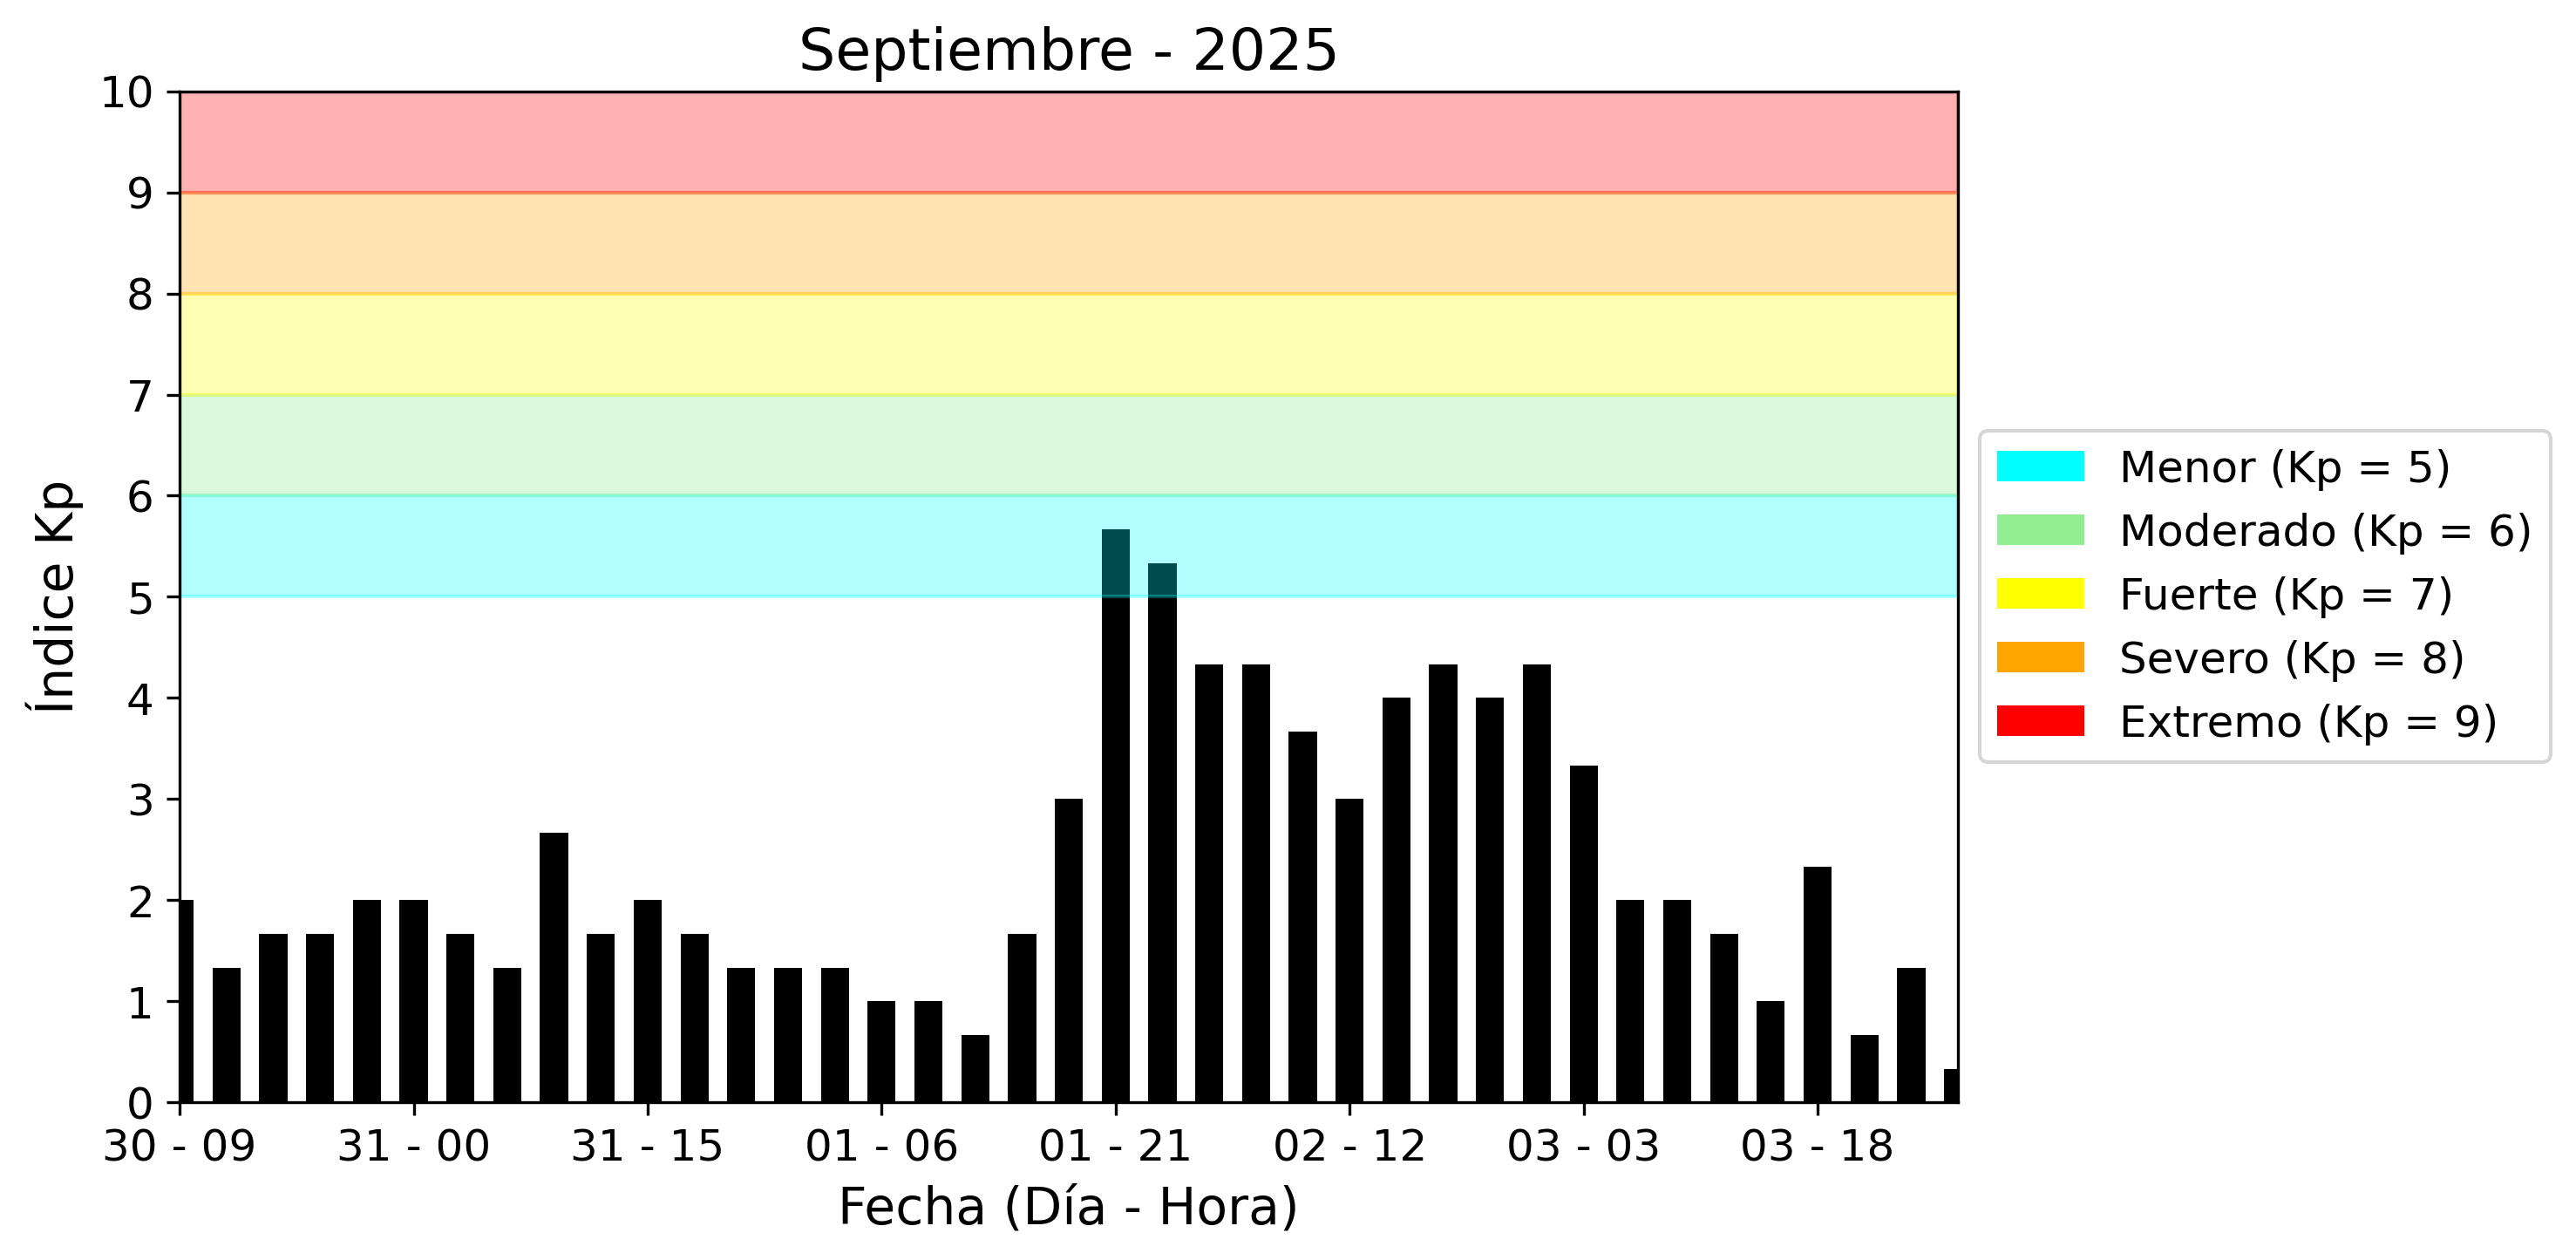 Septiembre - 2025
10
9
8
7
6
5
4
3
2
1
0
Índice Kp
30 - 09
31 - 00
31 - 15
01 - 06
01 - 21
02 - 12
03 - 03
03 - 18
Fecha (Día - Hora)
Menor (Kp = 5)
Moderado (Kp = 6)
Fuerte (Kp = 7)
Severo (Kp = 8)
Extremo (Kp = 9)